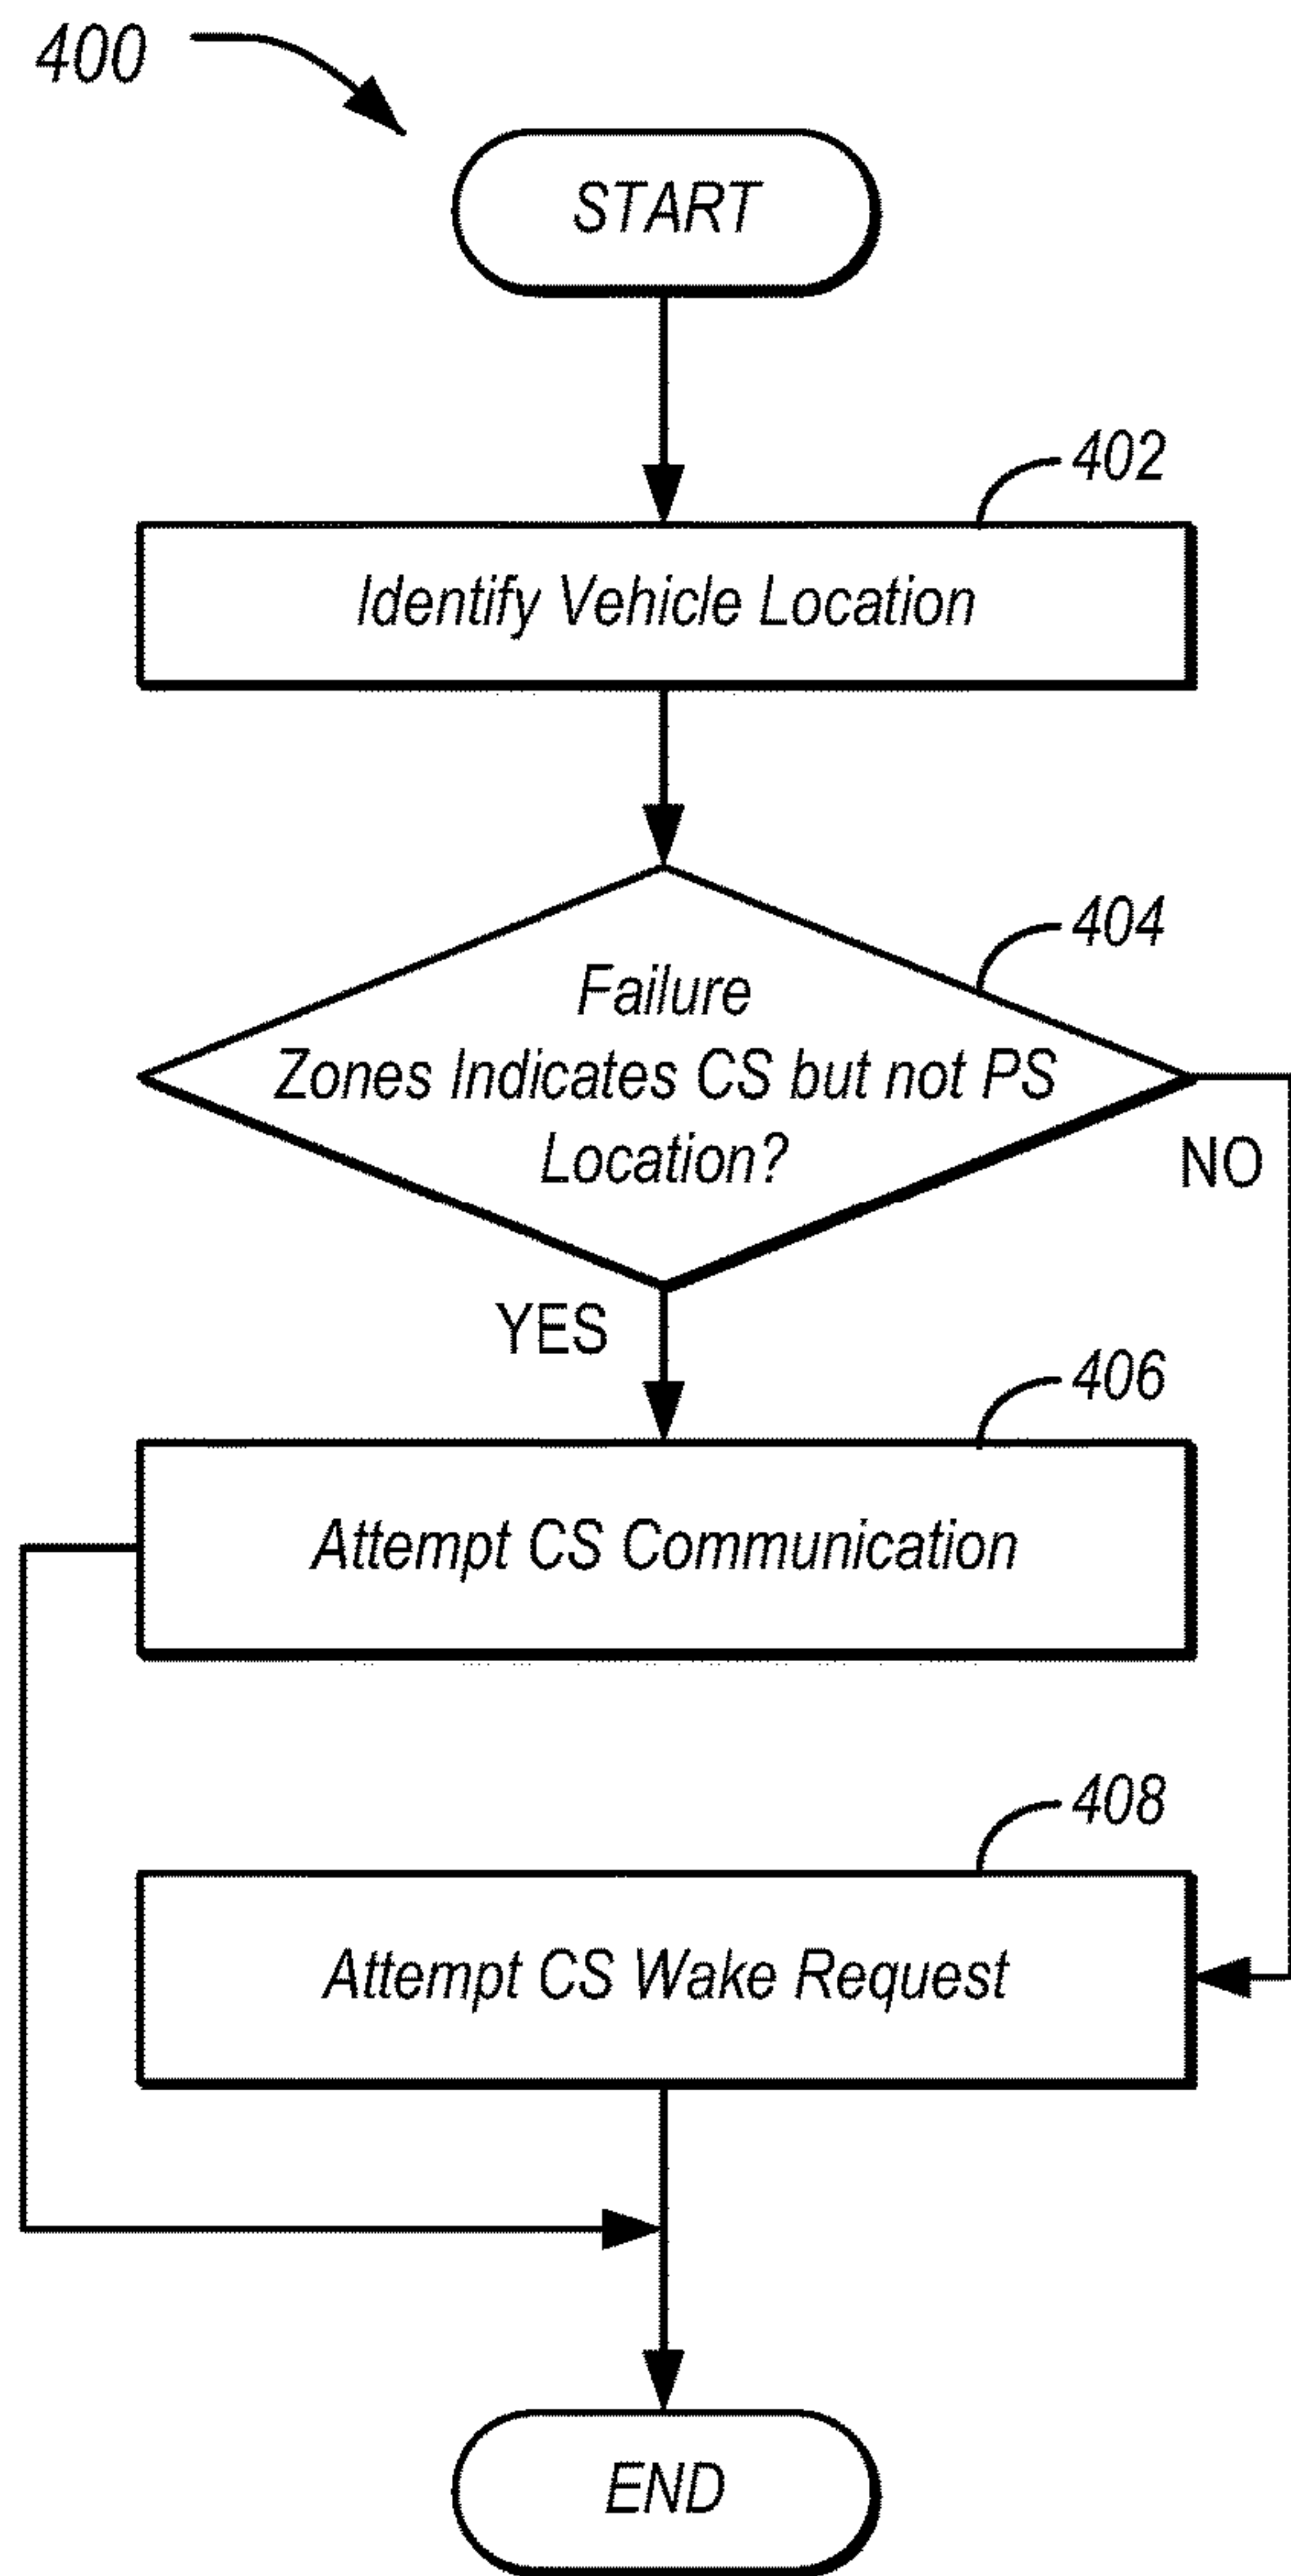 400
START
402
Identify Vehicle Location
404
Failure
Zones Indicates CS but not PS
Location?
NO
YES
406
Attempt CS Communication
408
Attempt CS Wake Request
END